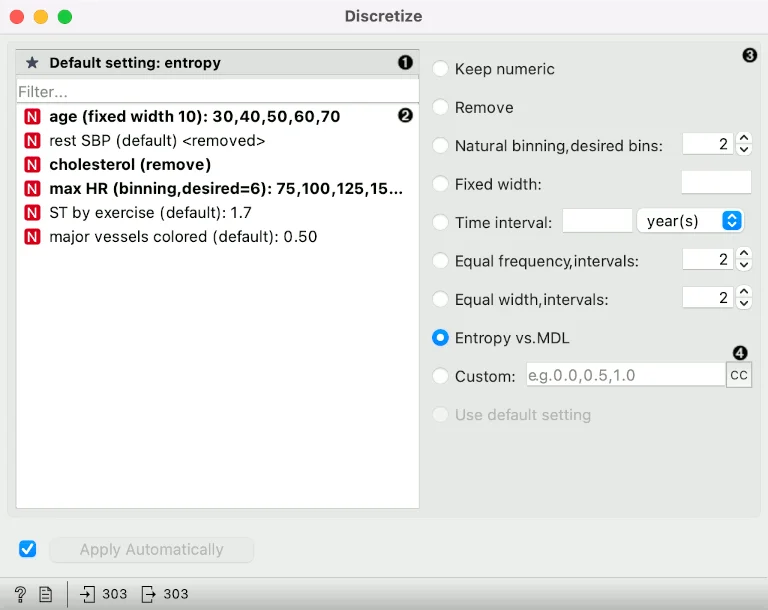 Discretize
★ Default setting: entropy ❶
Filter...
N age (fixed width 10): 30,40,50,60,70 ❷
N rest SBP (default) <removed>
N cholesterol (remove)
N max HR (binning,desired=6): 75,100,125,15...
N ST by exercise (default): 1.7
N major vessels colored (default): 0.50
❸
Keep numeric
Remove
Natural binning,desired bins: 2
Fixed width:
Time interval: year(s)
Equal frequency,intervals: 2
Equal width,intervals: 2
Entropy vs.MDL
❹
Custom: e.g.0.0,0.5,1.0 CC
Use default setting
Apply Automatically
? 303 303